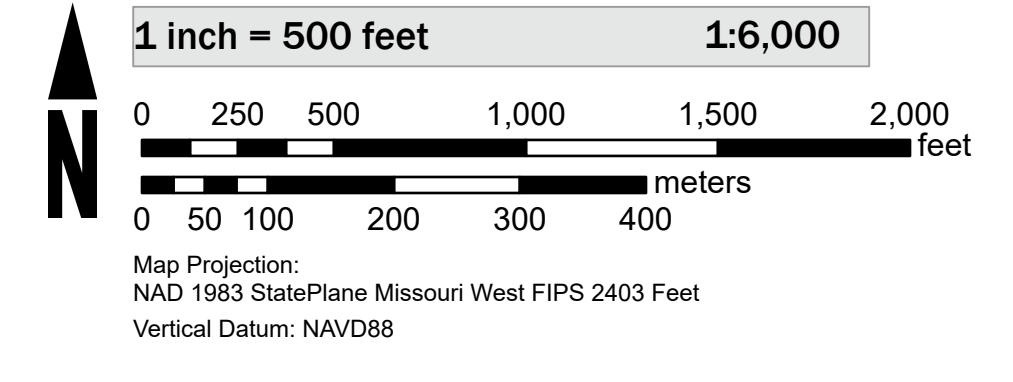 1 inch = 500 feet 1:6,000
0 250 500 1,000 1,500 2,000
feet
meters
0 50 100 200 300 400
N
Map Projection:
NAD 1983 StatePlane Missouri West FIPS 2403 Feet
Vertical Datum: NAVD88